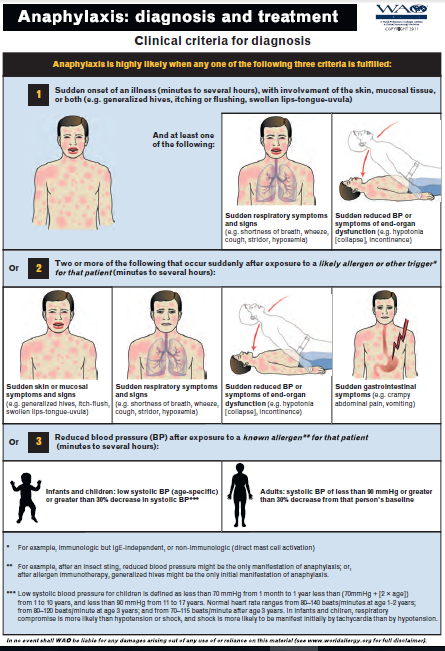 Anaphylaxis: diagnosis and treatment
WAO
COPYRIGHT 2011
Clinical criteria for diagnosis
Anaphylaxis is highly likely when any one of the following three criteria is fulfilled:
1
Sudden onset of an illness (minutes to several hours), with involvement of the skin, mucosal tissue,
or both (e.g. generalized hives, itching or flushing, swollen lips-tongue-uvula)
And at least one
of the following:
Sudden respiratory symptoms
and signs
(e.g. shortness of breath, wheeze,
cough, stridor, hypoxemia)
Sudden reduced BP or
symptoms of end-organ
dysfunction (e.g. hypotonia
[collapse], incontinence)
Or
2
Two or more of the following that occur suddenly after exposure to a likely allergen or other trigger*
for that patient (minutes to several hours):
Sudden skin or mucosal
symptoms and signs
(e.g. generalized hives, itch-flush,
swollen lips-tongue-uvula)
Sudden respiratory symptoms
and signs
(e.g. shortness of breath, wheeze,
cough, stridor, hypoxemia)
Sudden reduced BP or
symptoms of end-organ
dysfunction (e.g. hypotonia
[collapse], incontinence)
Sudden gastrointestinal
symptoms (e.g. crampy
abdominal pain, vomiting)
Or
3
Reduced blood pressure (BP) after exposure to a known allergen** for that patient
(minutes to several hours):
Infants and children: low systolic BP (age-specific)
or greater than 30% decrease in systolic BP***
Adults: systolic BP of less than 90 mmHg or greater
than 30% decrease from that person's baseline
* For example, immunologic but IgE-independent, or non-immunologic (direct mast cell activation)
** For example, after an insect sting, reduced blood pressure might be the only manifestation of anaphylaxis; or,
after allergen immunotherapy, generalized hives might be the only initial manifestation of anaphylaxis.
*** Low systolic blood pressure for children is defined as less than 70 mmHg from 1 month to 1 year less than (70mmHg + [2 × age])
from 1 to 10 years, and less than 90 mmHg from 11 to 17 years. Normal heart rate ranges from 80–140 beats/minutes at age 1-2 years;
from 80–120 beats/minute at age 3 years; and from 70–115 beats/minute after age 3 years. In infants and chilren, respiratory
compromise is more likely than hypotension or shock, and shock is more likely to be manifest initially by tachycardia than by hypotension.
In no event shall WAO be liable for any damages arising out of any use of or reliance on this material (see www.worldallergy.org for full disclaimer).